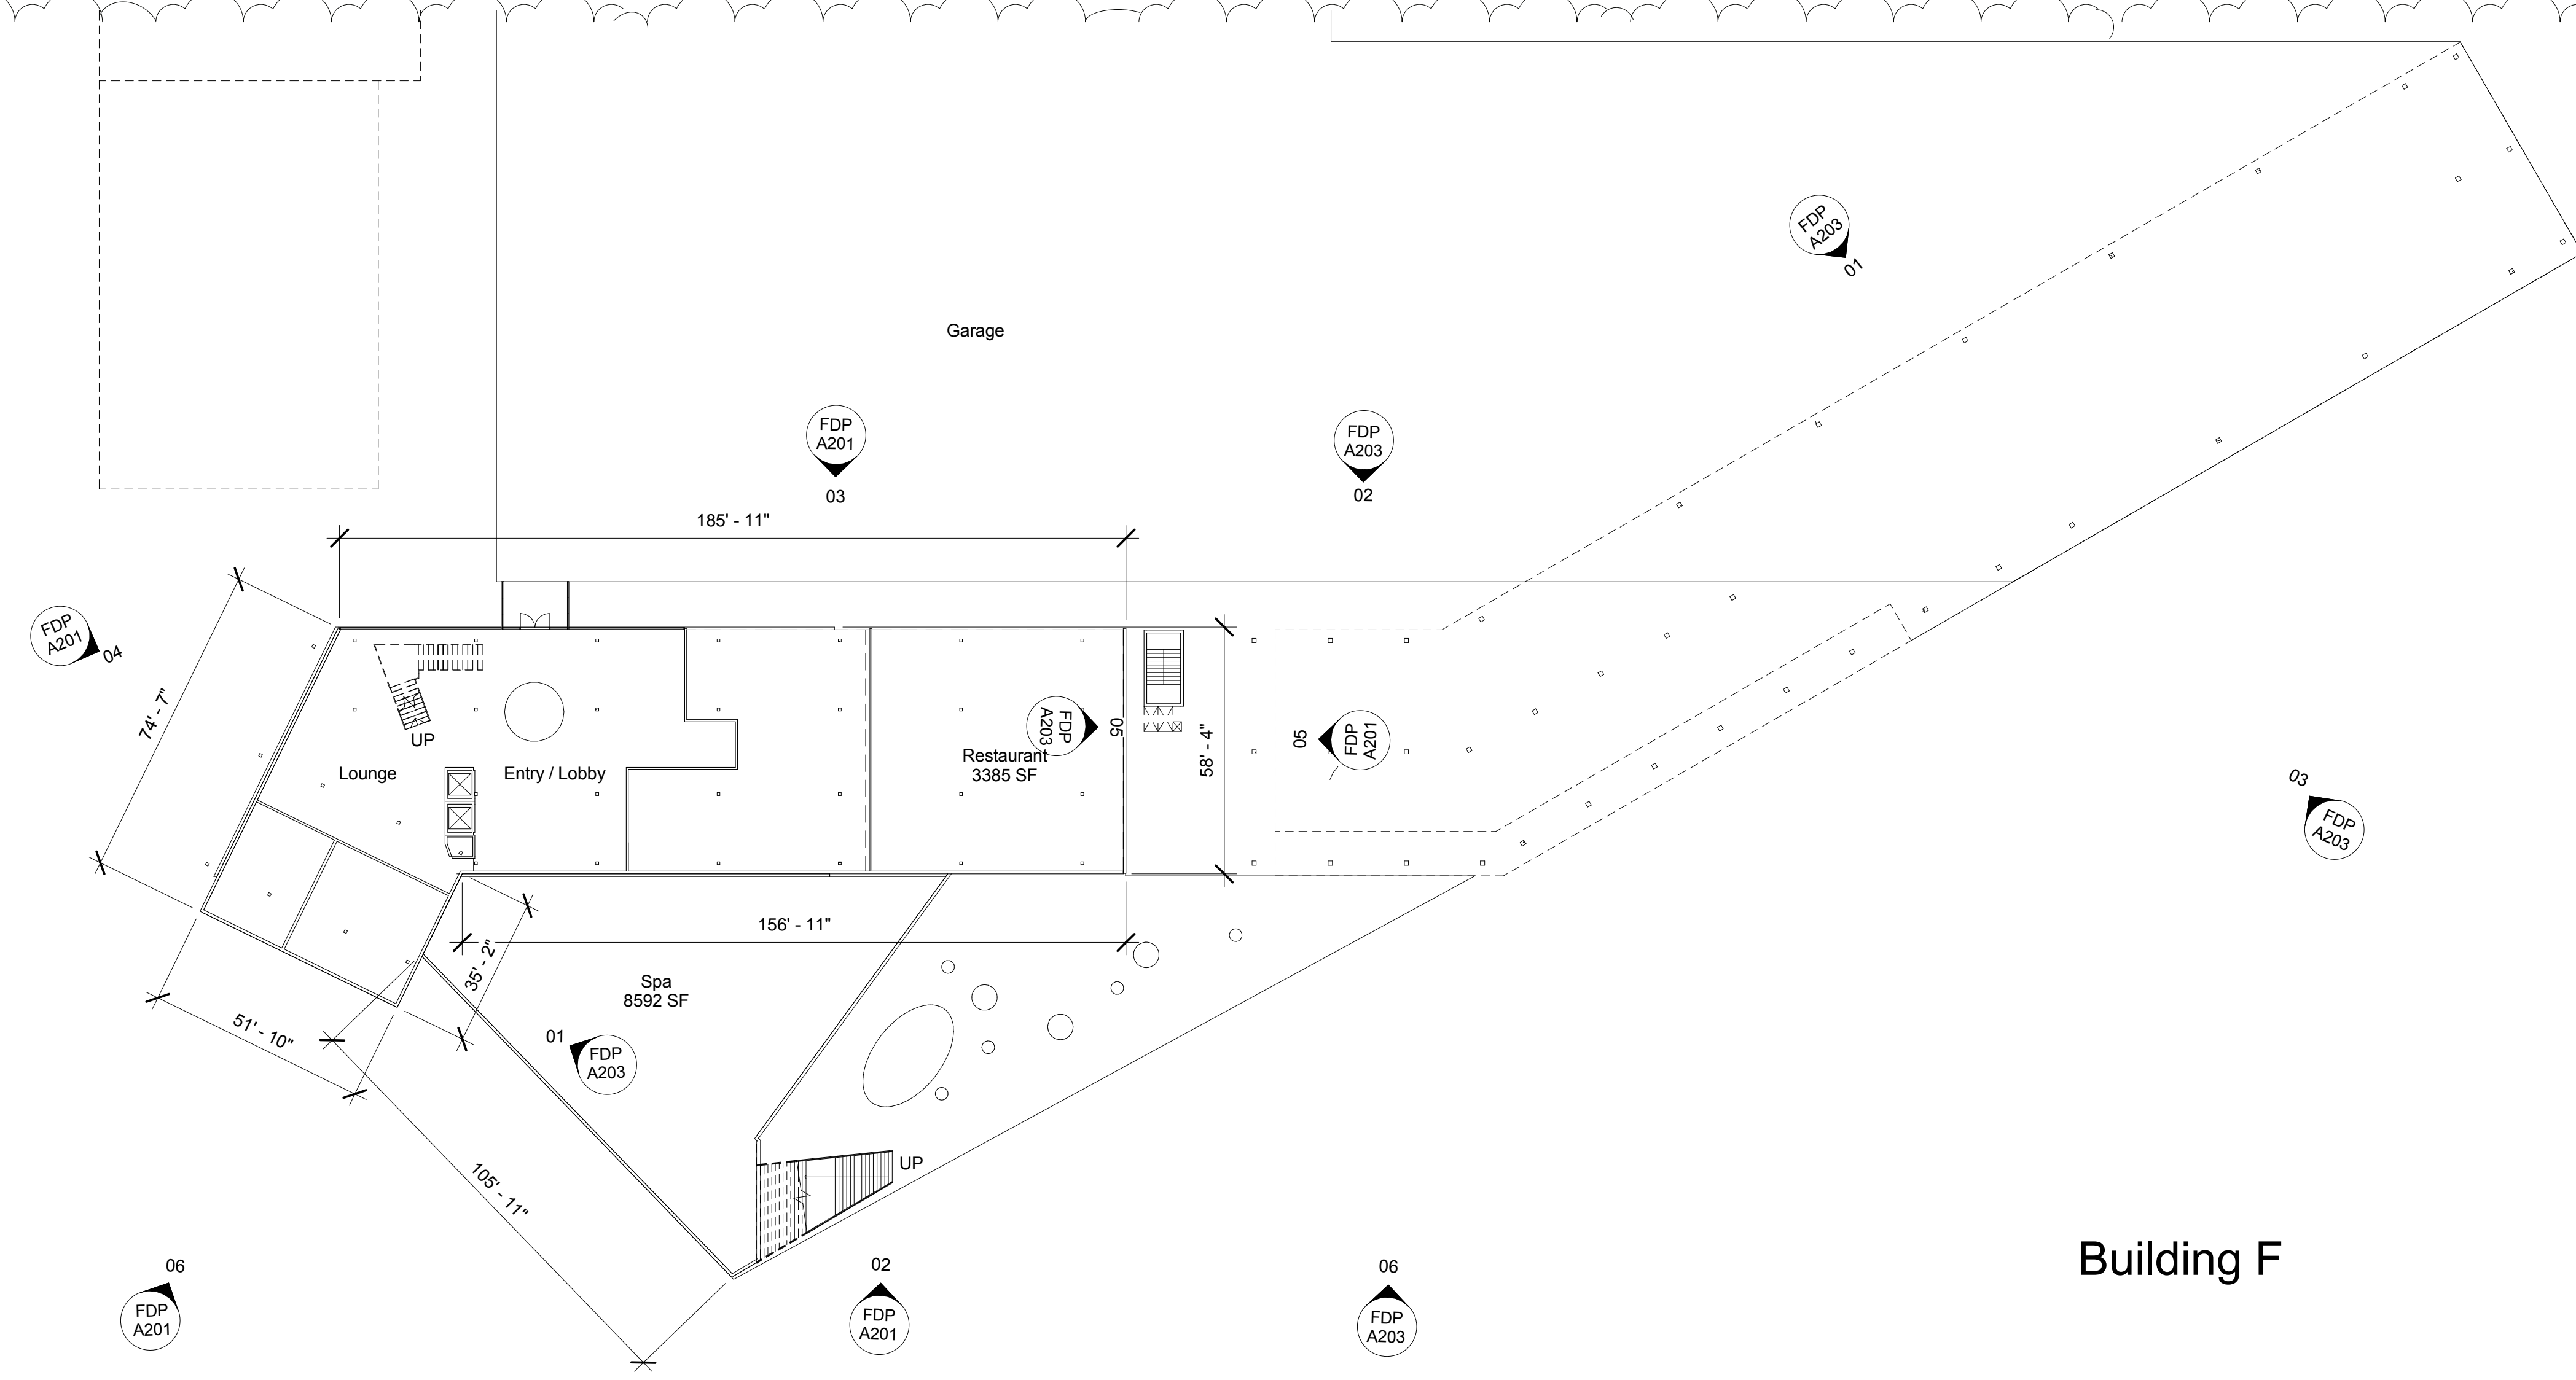 FDP
A203
01
Garage
FDP
A201
03
FDP
A203
02
185' - 11"
FDP
A201
04
74' - 7"
UP
Lounge
Entry / Lobby
FDP
A203
05
Restaurant
3385 SF
58' - 4"
05
FDP
A201
03
FDP
A203
156' - 11"
35' - 2"
Spa
8592 SF
51' - 10"
01
FDP
A203
105' - 11"
UP
06
FDP
A201
02
FDP
A201
06
FDP
A203
Building F